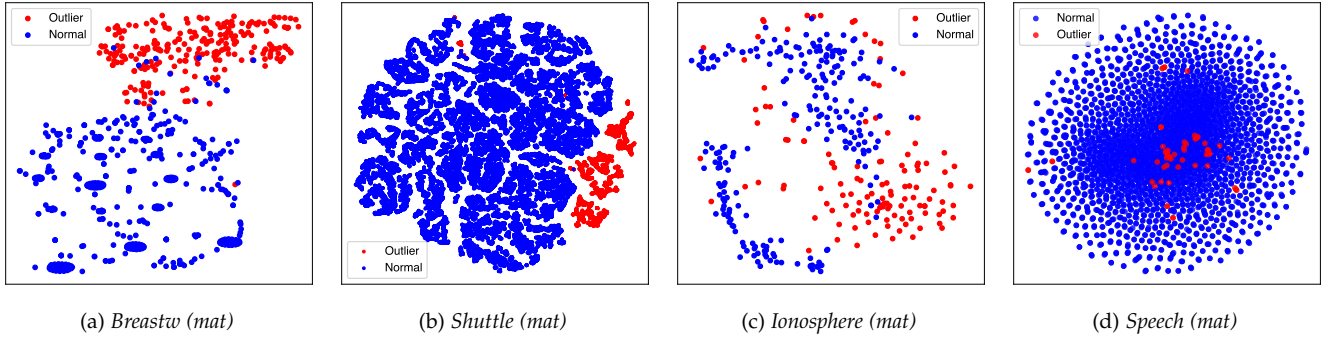 Outlier
Normal
Outlier
Normal
Outlier
Normal
Normal
Outlier
(a) Breastw (mat)
(b) Shuttle (mat)
(c) Ionosphere (mat)
(d) Speech (mat)